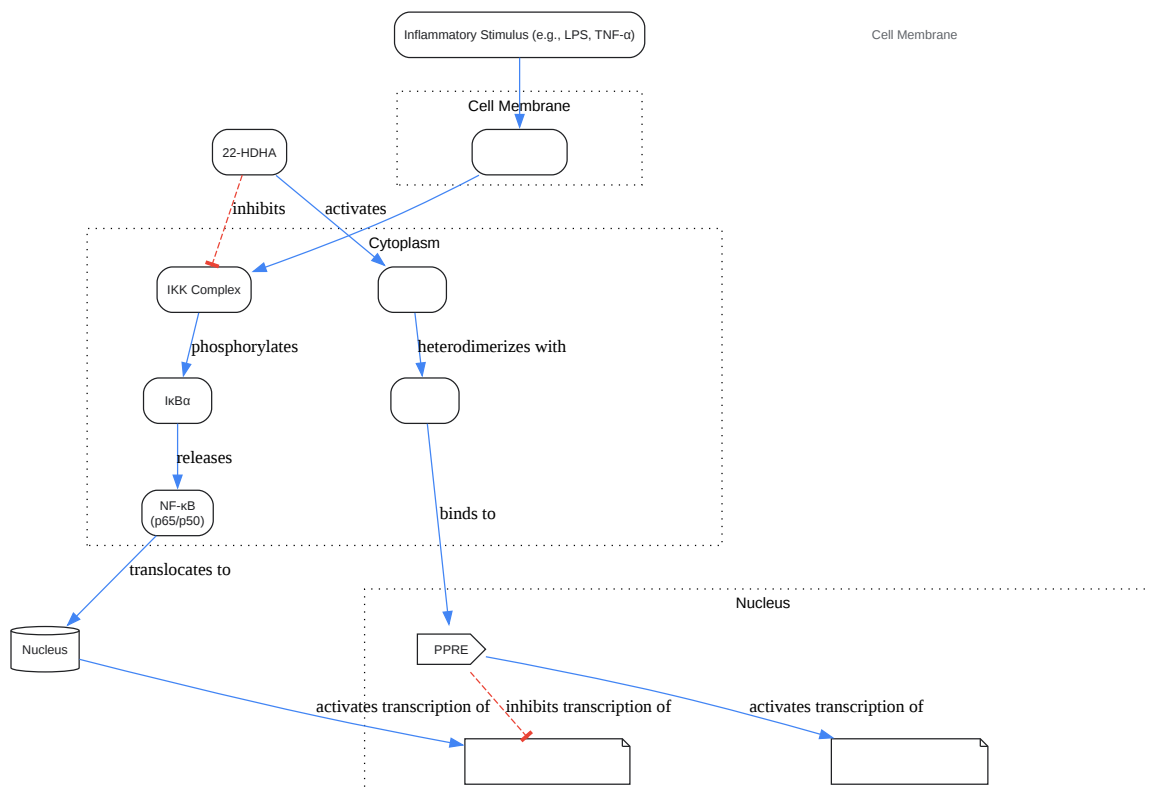 Inflammatory Stimulus (e.g., LPS, TNF-α)
Cell Membrane
Cell Membrane
22-HDHA
inhibits
activates
Cytoplasm
IKK Complex
phosphorylates
heterodimerizes with
IκBα
releases
NF-κB
(p65/p50)
binds to
translocates to
Nucleus
Nucleus
PPRE
activates transcription of
inhibits transcription of
activates transcription of